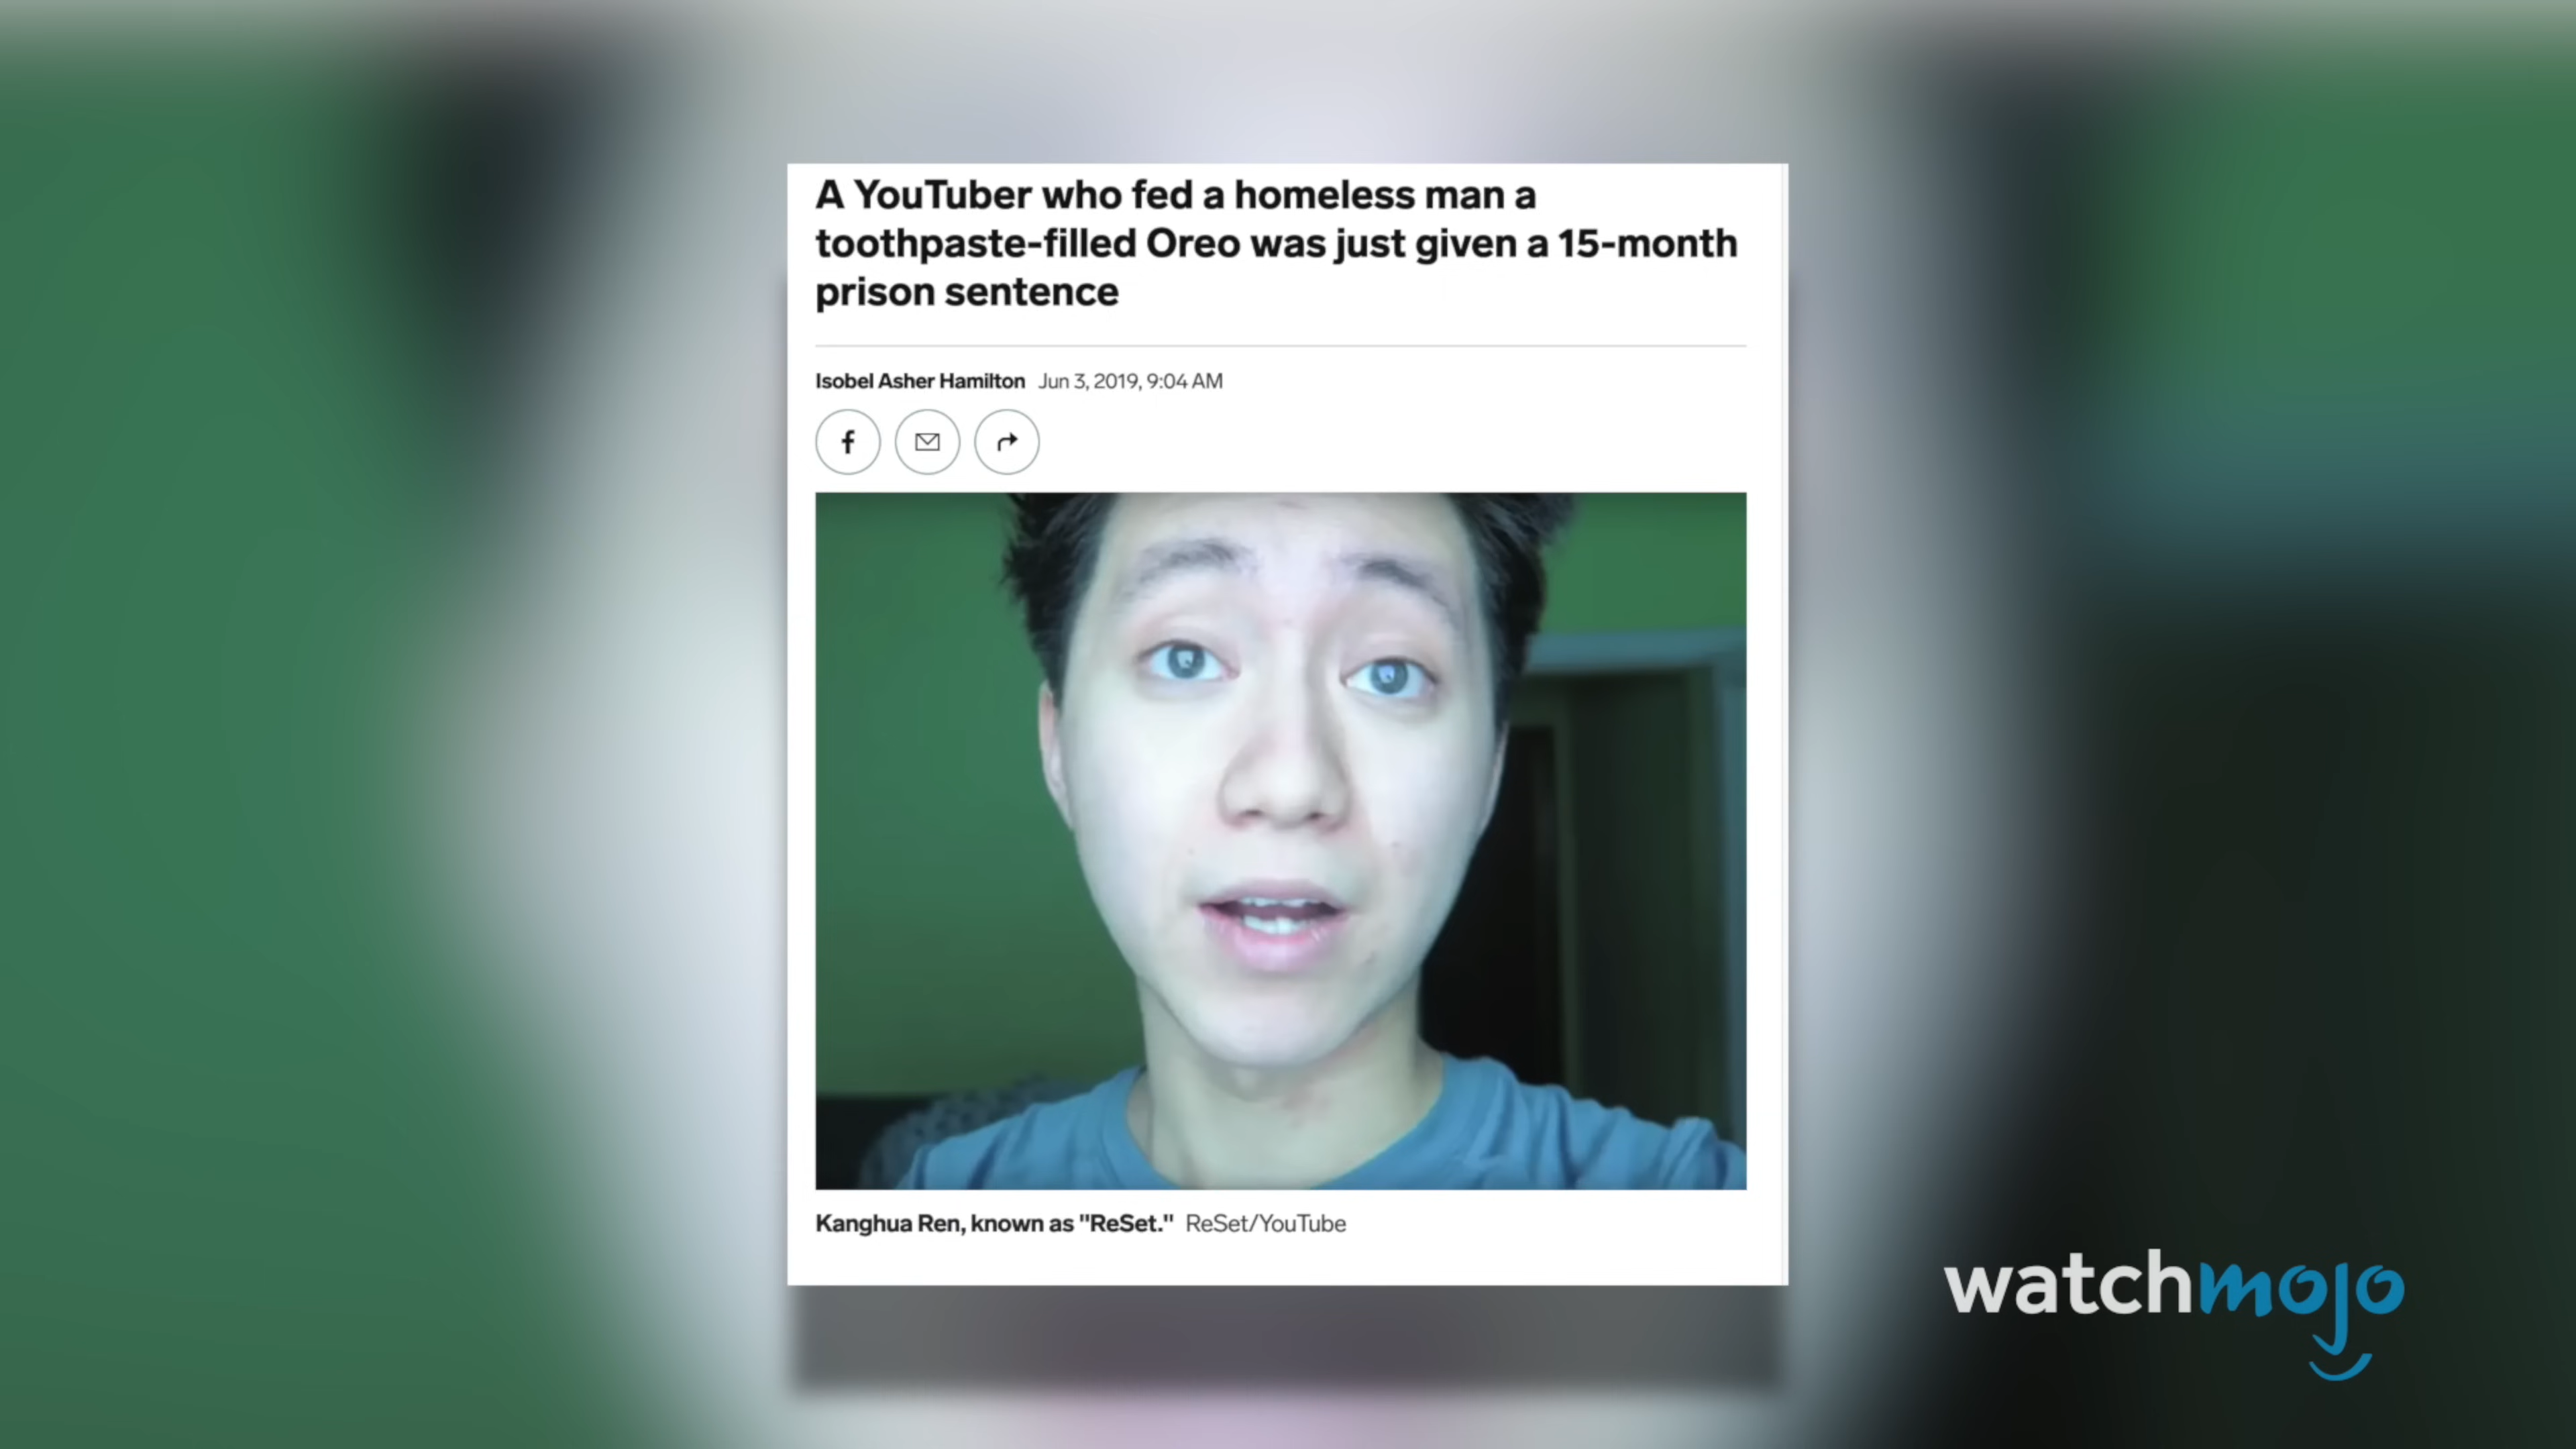 A YouTuber who fed a homeless man a
toothpaste-filled Oreo was just given a 15-month
prison sentence
Isobel Asher Hamilton Jun 3, 2019, 9:04 AM
f
Kanghua Ren, known as "ReSet." ReSet/YouTube
watchmojo